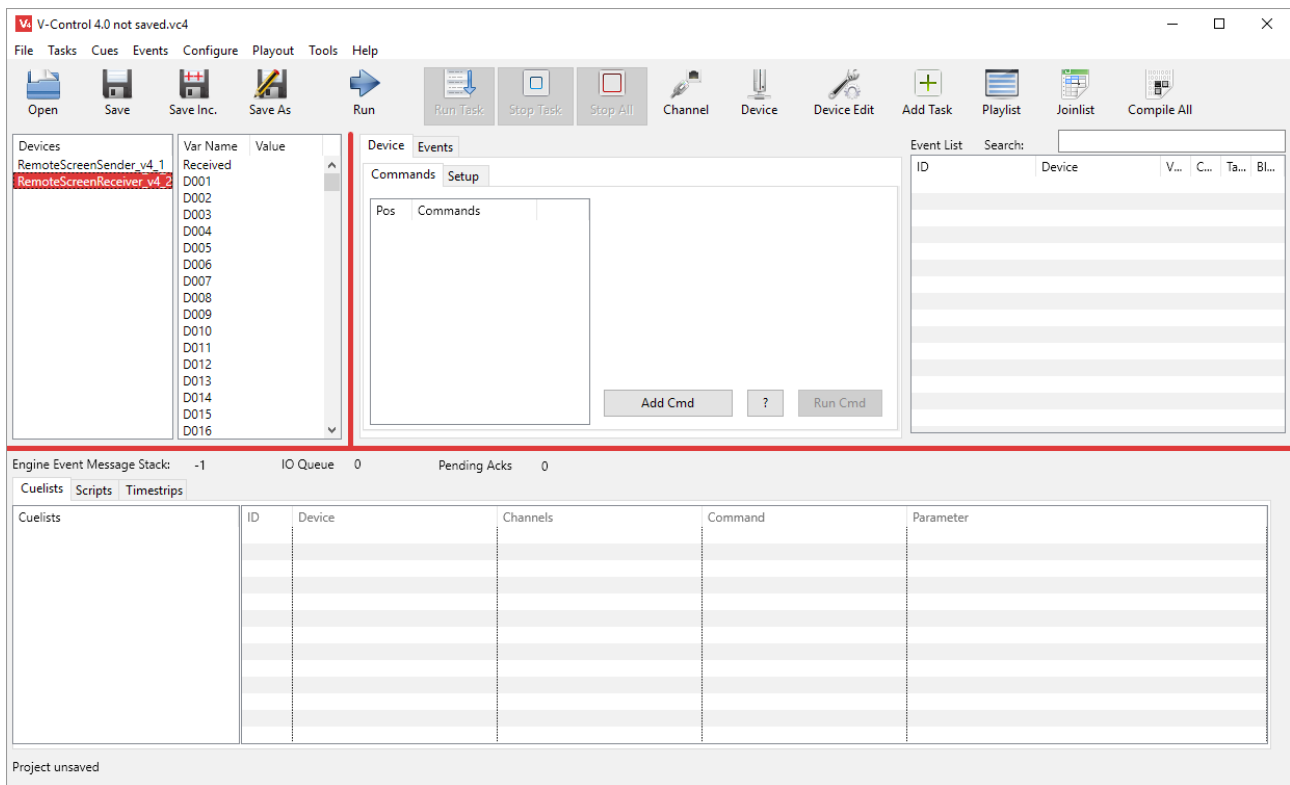 V4 V-Control 4.0 not saved.vc4
File Tasks Cues Events Configure Playout Tools Help
Open Save Save Inc. Save As Run Run Task Stop Task Stop All Channel Device Device Edit Add Task Playlist Joinlist Compile All
Devices
RemoteScreenSender_v4_1
RemoteScreenReceiver_v4_2
Var Name Value
Received
D001
D002
D003
D004
D005
D006
D007
D008
D009
D010
D011
D012
D013
D014
D015
D016
Device Events
Commands Setup
Pos Commands
Add Cmd ? Run Cmd
Event List Search:
ID Device V... C... Ta... Bl...
Engine Event Message Stack: -1 IO Queue 0 Pending Acks 0
Cuelists Scripts Timestrips
Cuelists
ID Device Channels Command Parameter
Project unsaved